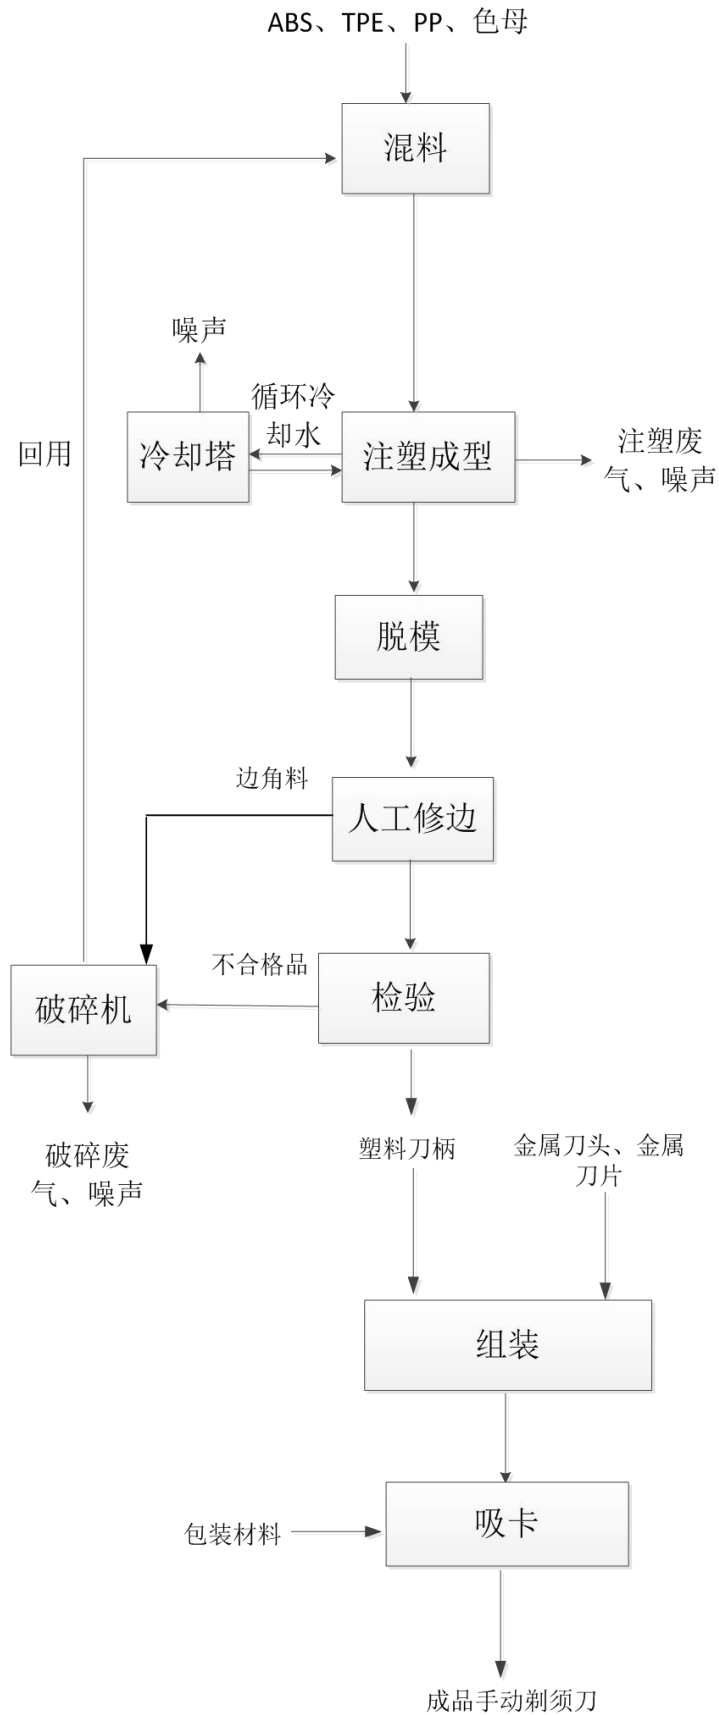 ABS、TPE、PP、色母
混料
噪声
循环冷
却水
回用
冷却塔
注塑成型
注塑废
气、噪声
脱模
边角料
人工修边
不合格品
破碎机
检验
破碎废
气、噪声
塑料刀柄
金属刀头、金属
刀片
组装
包装材料
吸卡
成品手动剃须刀